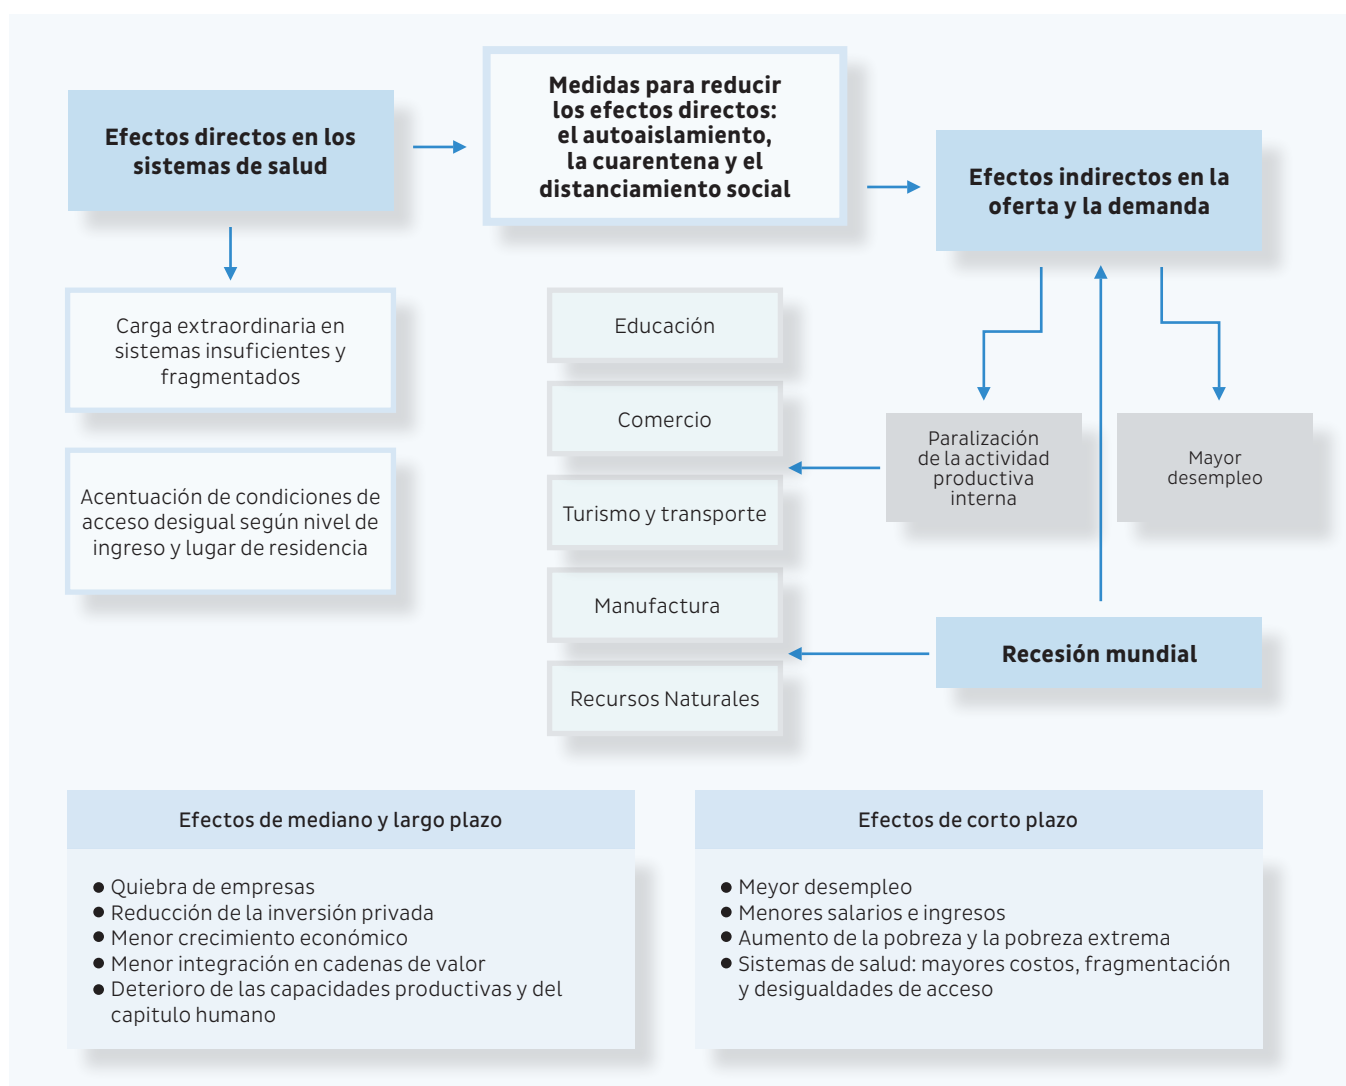 Efectos directos en los
sistemas de salud
Medidas para reducir
los efectos directos:
el autoaislamiento,
la cuarentena y el
distanciamiento social
Efectos indirectos en la
oferta y la demanda
Carga extraordinaria en
sistemas insuficientes y
fragmentados
Acentuación de condiciones de
acceso desigual según nivel de
ingreso y lugar de residencia
Educación
Comercio
Turismo y transporte
Manufactura
Recursos Naturales
Paralización
de la actividad
productiva
interna
Mayor
desempleo
Recesión mundial
Efectos de mediano y largo plazo
● Quiebra de empresas
● Reducción de la inversión privada
● Menor crecimiento económico
● Menor integración en cadenas de valor
● Deterioro de las capacidades productivas y del
capitulo humano
Efectos de corto plazo
● Meyor desempleo
● Menores salarios e ingresos
● Aumento de la pobreza y la pobreza extrema
● Sistemas de salud: mayores costos, fragmentación
y desigualdades de acceso